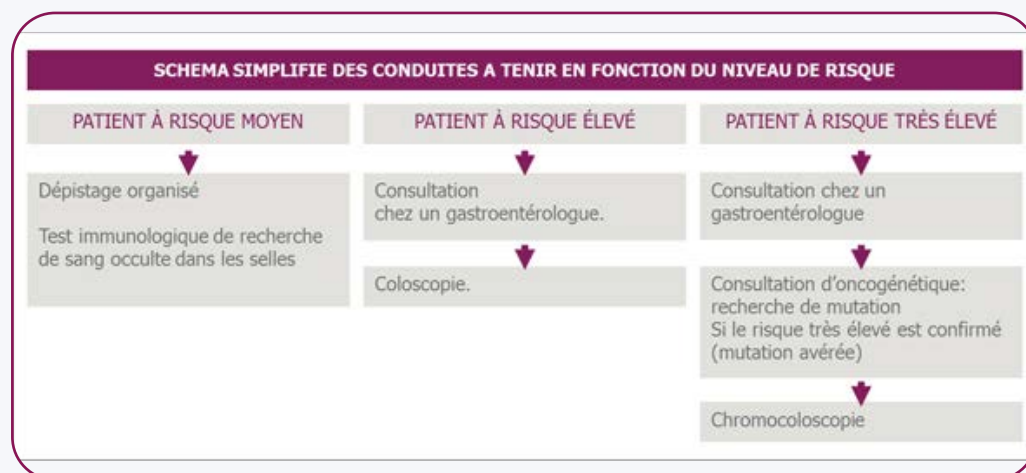 SCHEMA SIMPLIFIE DES CONDUITES A TENIR EN FONCTION DU NIVEAU DE RISQUE
PATIENT À RISQUE MOYEN
Dépistage organisé
Test immunologique de recherche
de sang occulte dans les selles
PATIENT À RISQUE ÉLEVÉ
Consultation
chez un gastroentérologue.
Coloscopie.
PATIENT À RISQUE TRÈS ÉLEVÉ
Consultation chez un
gastroentérologue
Consultation d'oncogénétique:
recherche de mutation
Si le risque très élevé est confirmé
(mutation avérée)
Chromocoloscopie